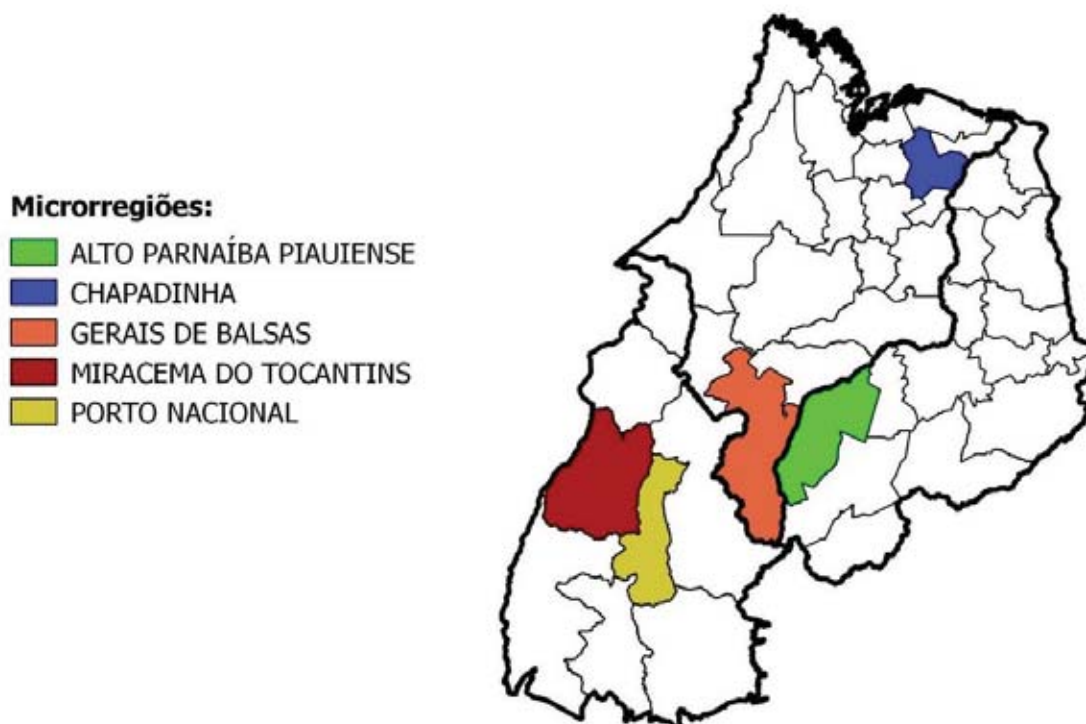 Microrregiões:
ALTO PARNAÍBA PIAUIENSE
CHAPADINHA
GERAIS DE BALSAS
MIRACEMA DO TOCANTINS
PORTO NACIONAL